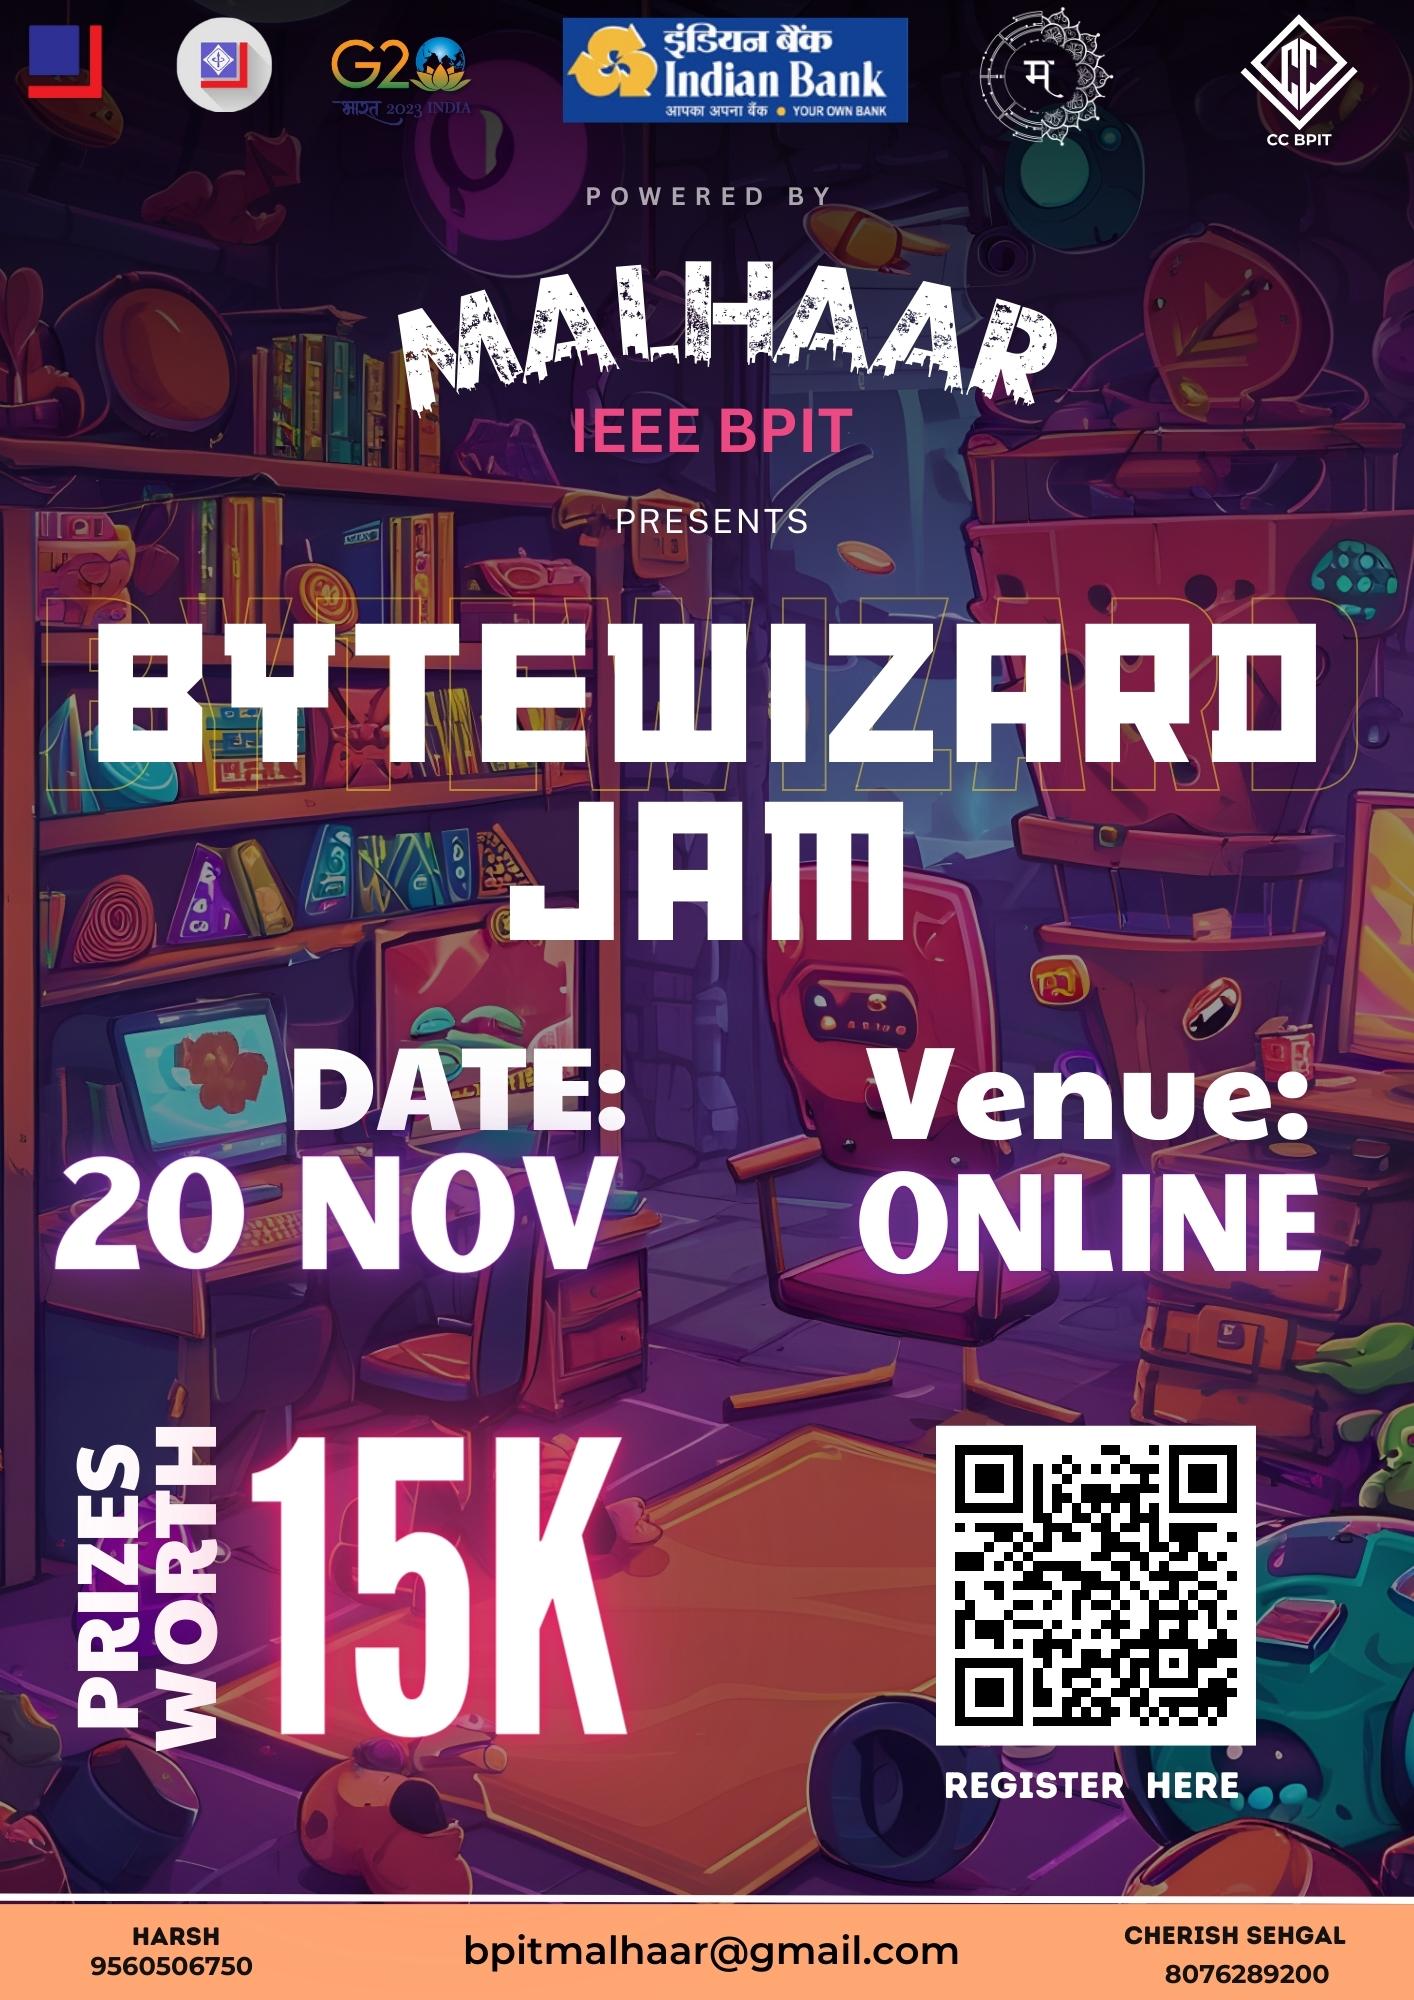 G20
भारत 2023 INDIA
इंडियन बैंक
Indian Bank
आपका अपना बैंक • YOUR OWN BANK
म
CC
CC BPIT
POWERED BY
MALHAAR
IEEE BPIT
PRESENTS
BYTEWIZARD
JAM
DATE:
20 NOV
Venue:
ONLINE
PRIZES
WORTH
15K
REGISTER HERE
HARSH
9560506750
bpitmalhaar@gmail.com
CHERISH SEHGAL
8076289200